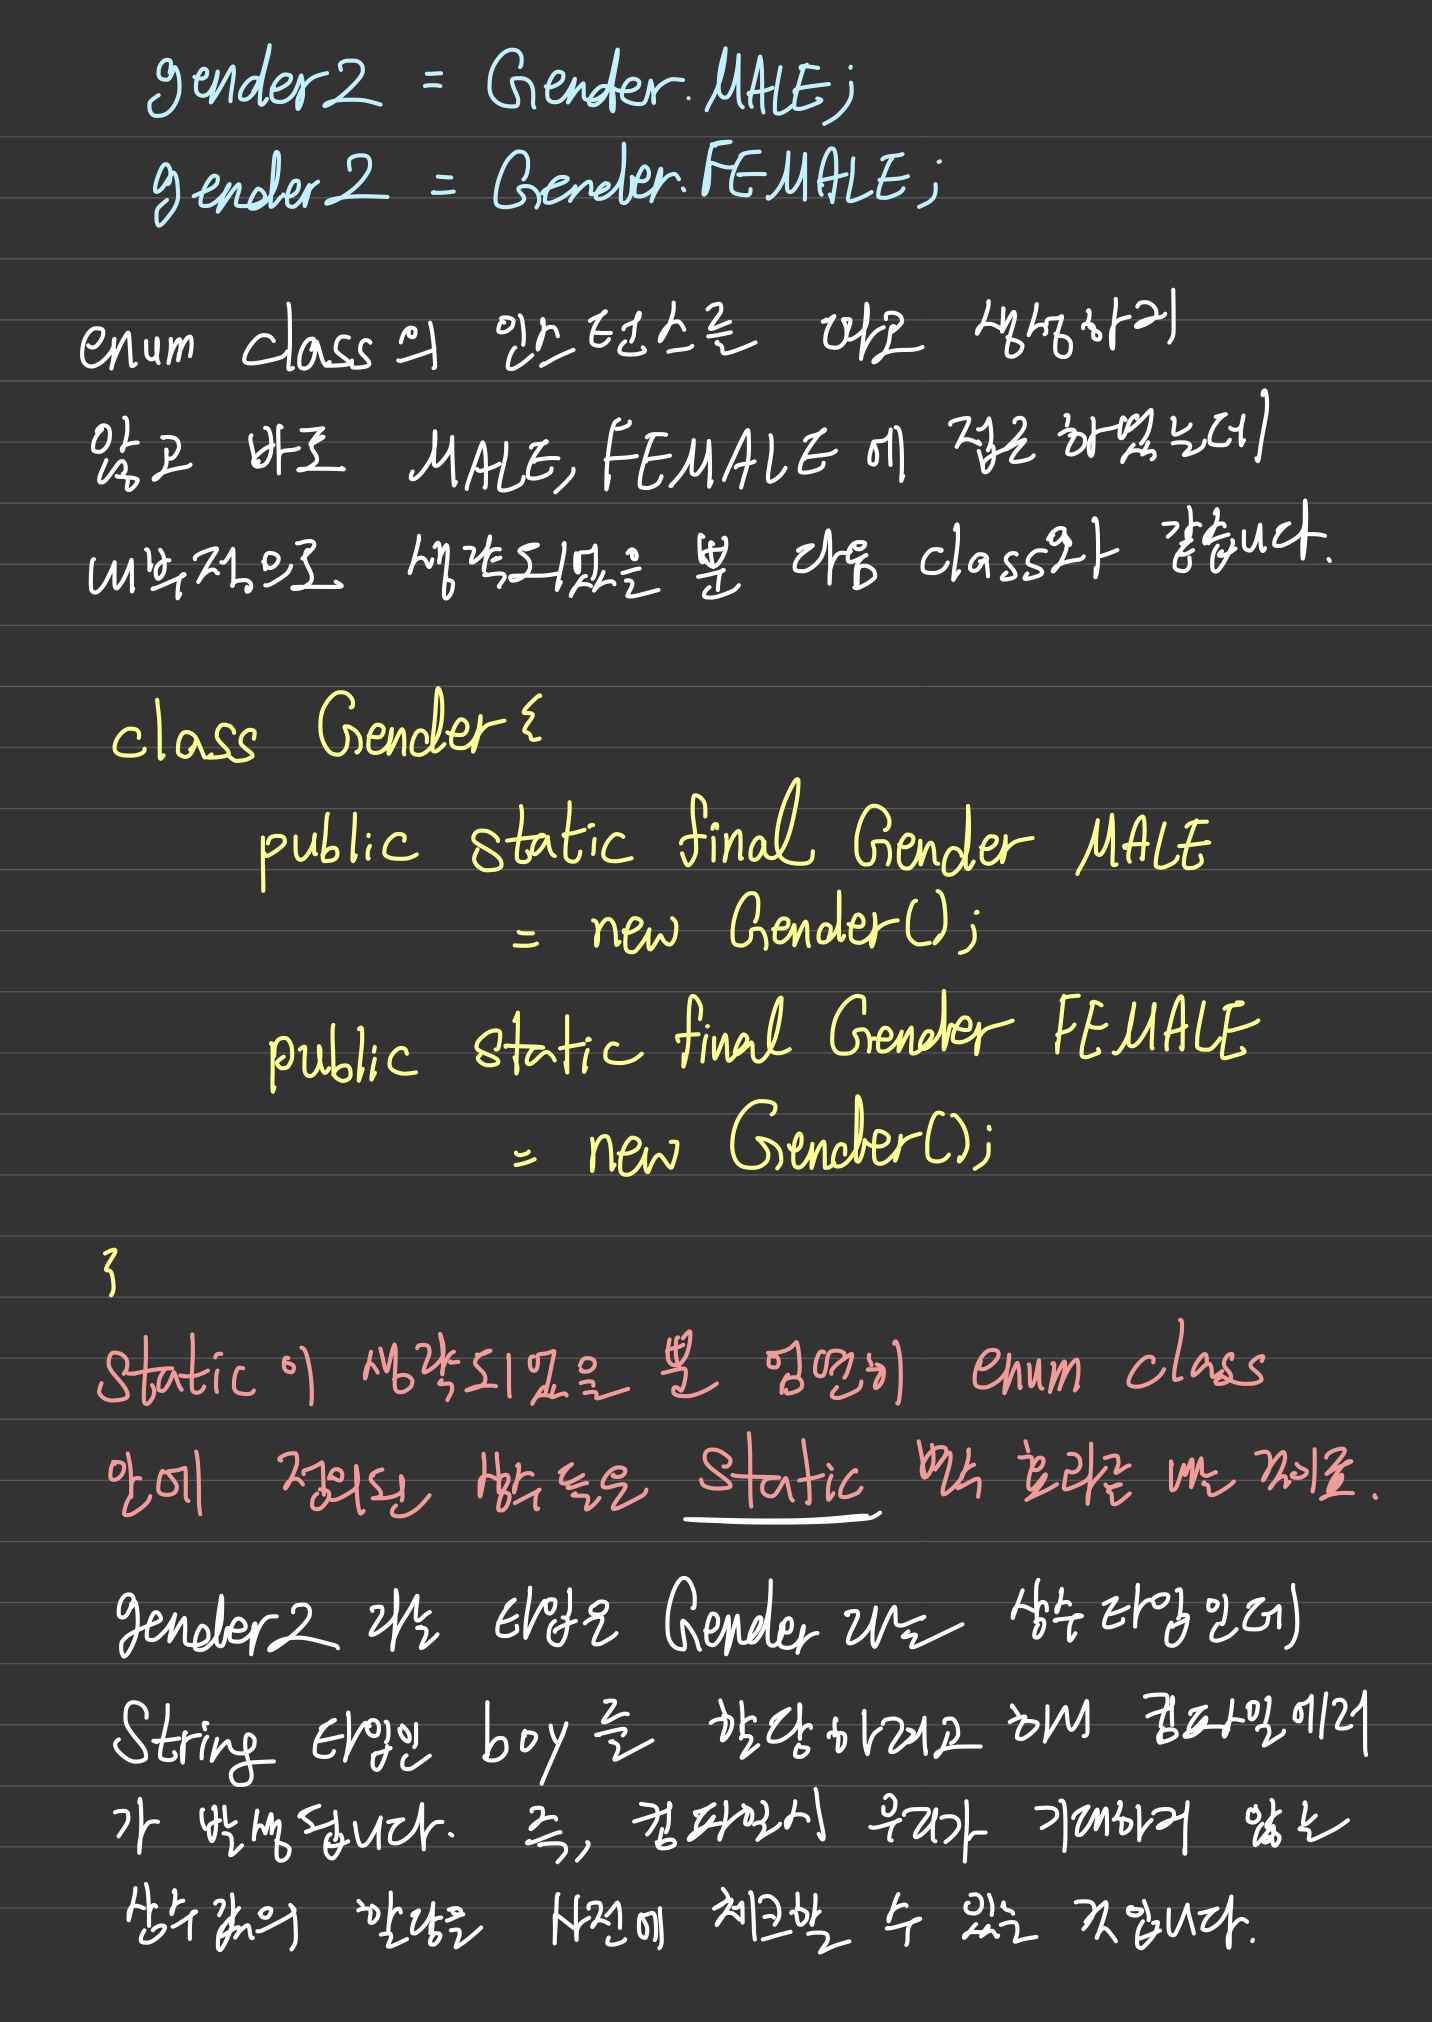 gender2 = Gender.MALE;
gender2 = Gender.FEMALE;
enum class의 인스턴스를 따로 생성하지
않고 바로 MALE, FEMALE에 접근하였는데
내부적으로 생략되었을 뿐 다음 class와 같습니다.
class Gender{
public static final Gender MALE
= new Gender();
public static final Gender FEMALE
= new Gender();
}
static이 생략되었을 뿐 엄연히 enum class
안에 정의된 상수들은 static 변수 효과를 내는 것이죠.
gender2 라는 타입은 Gender 라는 상수타입인데
String 타입인 boy를 할당하려고 해서 컴파일에러
가 발생됩니다. 즉, 컴파일시 우리가 기대하지 않는
상수값의 할당을 사전에 체크할 수 있는 것입니다.